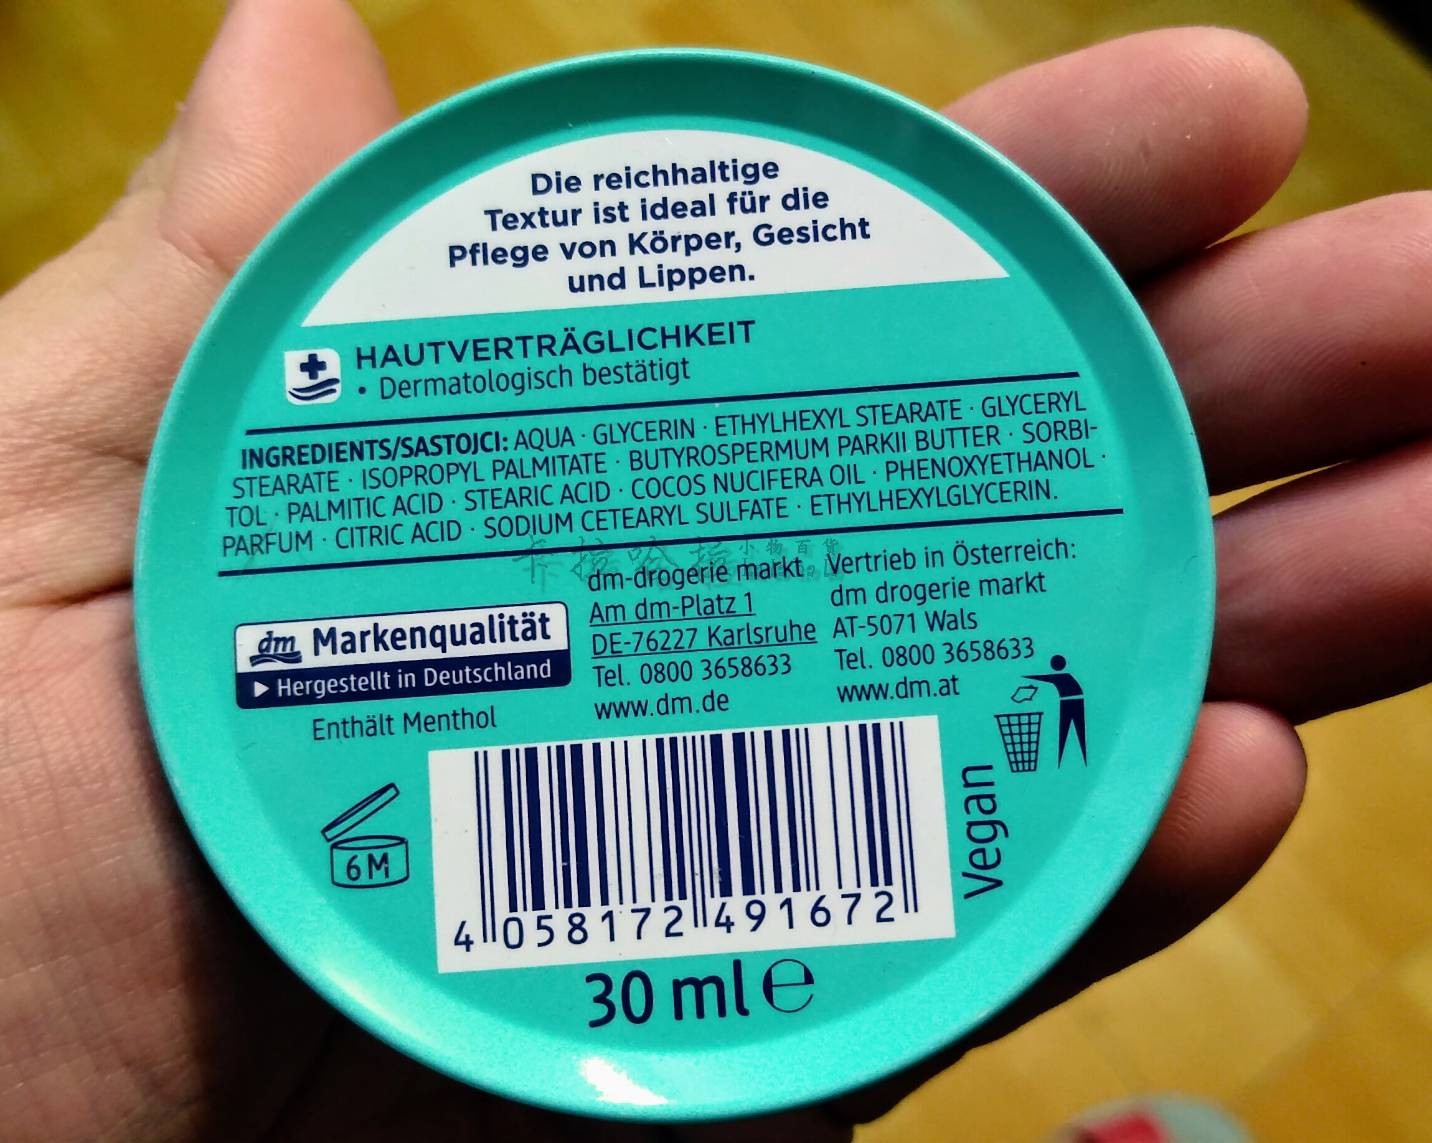 Die reichhaltige
Textur ist ideal für die
Pflege von Körper, Gesicht
und Lippen.
HAUTVERTRÄGLICHKEIT
• Dermatologisch bestätigt
INGREDIENTS/SASTOJCI: AQUA · GLYCERIN · ETHYLHEXYL STEARATE · GLYCERYL
STEARATE · ISOPROPYL PALMITATE · BUTYROSPERMUM PARKII BUTTER · SORBI-
TOL · PALMITIC ACID · STEARIC ACID · COCOS NUCIFERA OIL · PHENOXYETHANOL ·
PARFUM · CITRIC ACID · SODIUM CETEARYL SULFATE · ETHYLHEXYLGLYCERIN.
小物百貨
dm Markenqualität
▶ Hergestellt in Deutschland
Enthält Menthol
dm-drogerie markt
Am dm-Platz 1
DE-76227 Karlsruhe
Tel. 0800 3658633
www.dm.de
Vertrieb in Österreich:
dm drogerie markt
AT-5071 Wals
Tel. 0800 3658633
www.dm.at
6M
4 058172 491672
Vegan
30 ml ℮